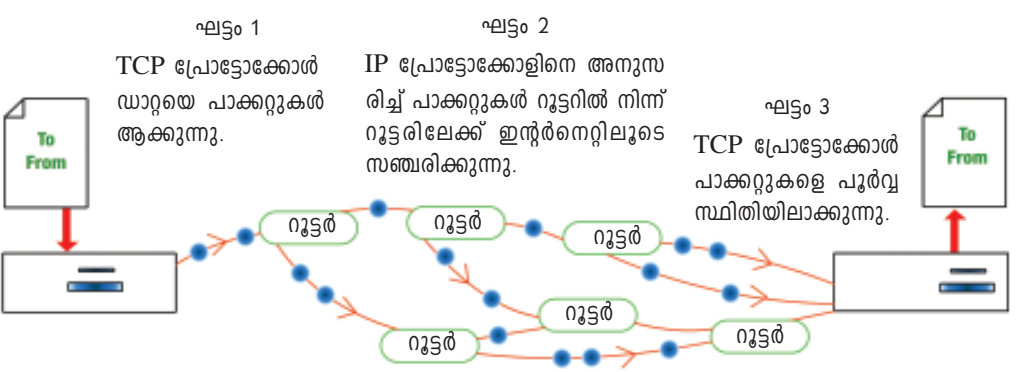 ഘട്ടം 1
TCP പ്രോട്ടോക്കോൾ
ഡാറ്റയെ പാക്കറ്റുകൾ
ആക്കുന്നു.
ഘട്ടം 2
IP പ്രോട്ടോക്കോളിനെ അനുസ
രിച്ച് പാക്കറ്റുകൾ റൂട്ടറിൽ നിന്ന്
റൂട്ടരിലേക്ക് ഇന്റർനെറ്റിലൂടെ
സഞ്ചരിക്കുന്നു.
ഘട്ടം 3
TCP പ്രോട്ടോക്കോൾ
പാക്കറ്റുകളെ പൂർവ്വ
സ്ഥിതിയിലാക്കുന്നു.
To
From
To
From
റൂട്ടർ
റൂട്ടർ
റൂട്ടർ
റൂട്ടർ
റൂട്ടർ
റൂട്ടർ